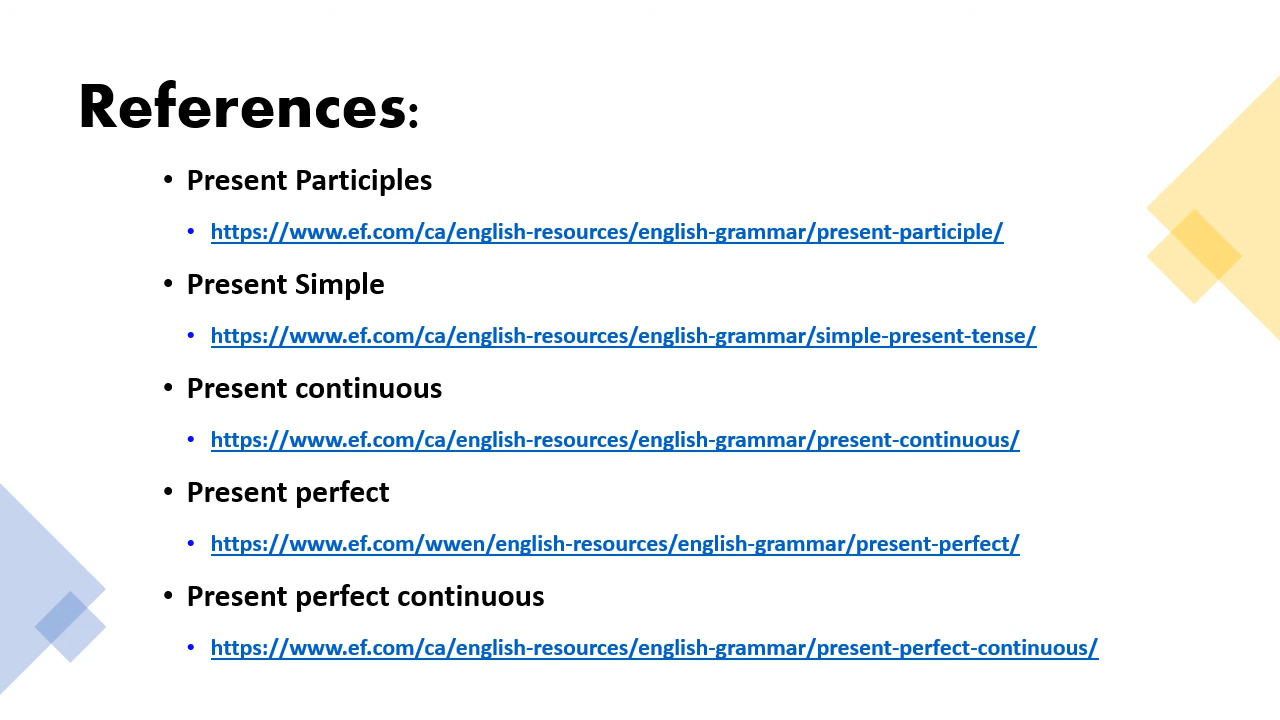 References:
• Present Participles
• https://www.ef.com/ca/english-resources/english-grammar/present-participle/
• Present Simple
• https://www.ef.com/ca/english-resources/english-grammar/simple-present-tense/
• Present continuous
• https://www.ef.com/ca/english-resources/english-grammar/present-continuous/
• Present perfect
• https://www.ef.com/wwen/english-resources/english-grammar/present-perfect/
• Present perfect continuous
• https://www.ef.com/ca/english-resources/english-grammar/present-perfect-continuous/